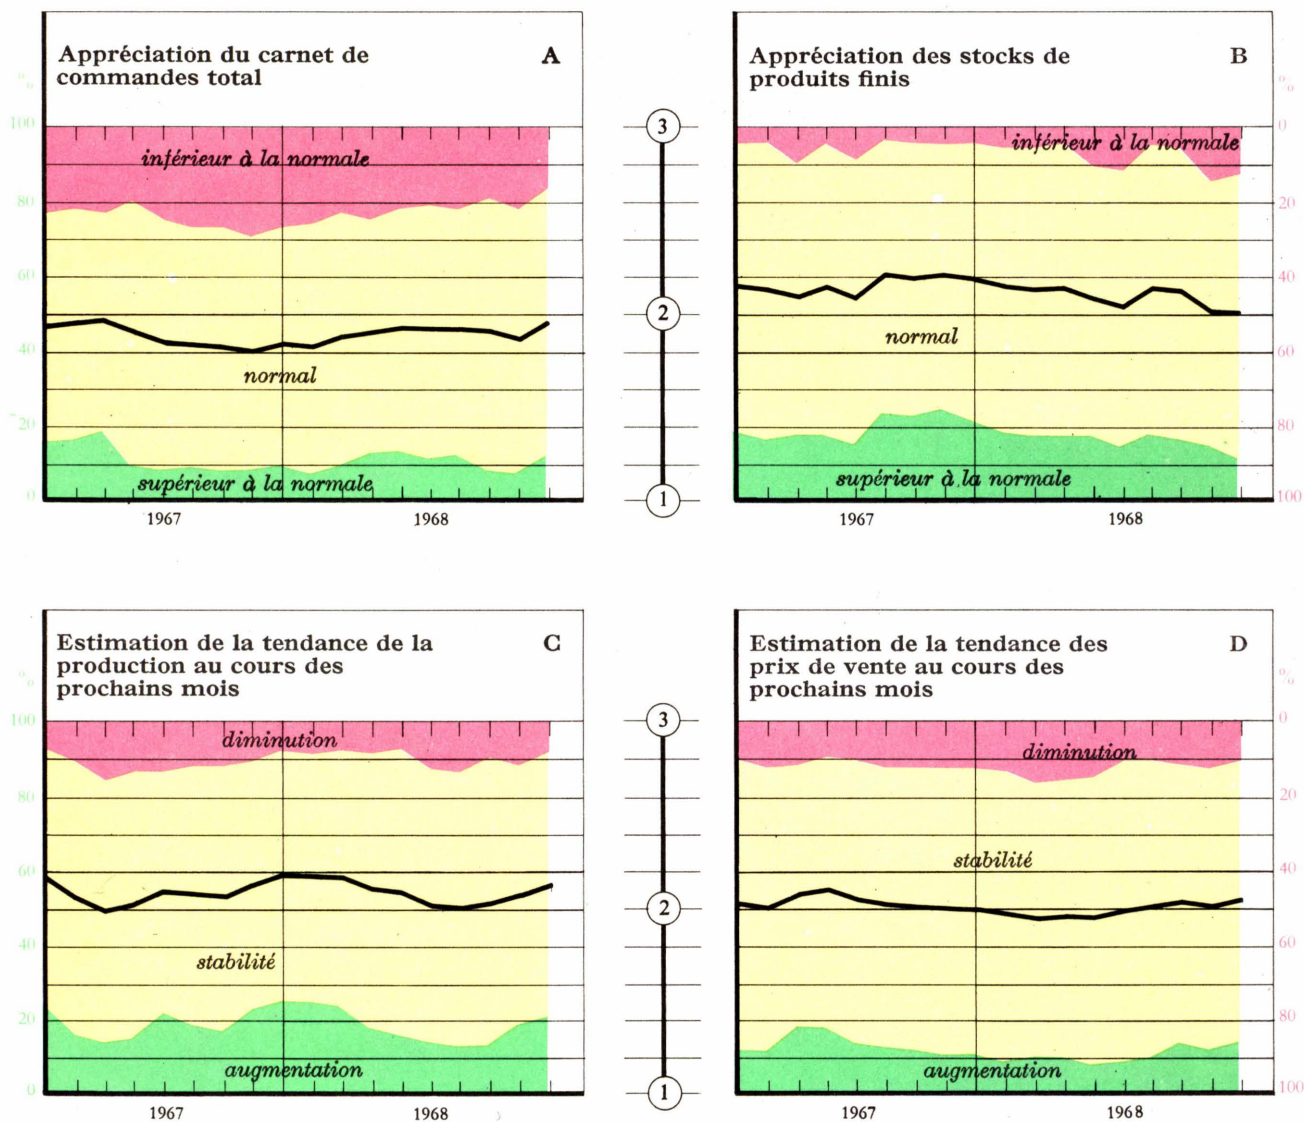 Appréciation du carnet de
commandes total
A
%
100
80
60
40
20
0
inférieur à la normale
normal
supérieur à la normale
1967
1968
3
2
1
Appréciation des stocks de
produits finis
B
%
0
20
40
60
80
100
inférieur à la normale
normal
supérieur à la normale
1967
1968
Estimation de la tendance de la
production au cours des
prochains mois
C
%
100
80
60
40
20
0
diminution
stabilité
augmentation
1967
1968
3
2
1
Estimation de la tendance des
prix de vente au cours des
prochains mois
D
%
0
20
40
60
80
100
diminution
stabilité
augmentation
1967
1968